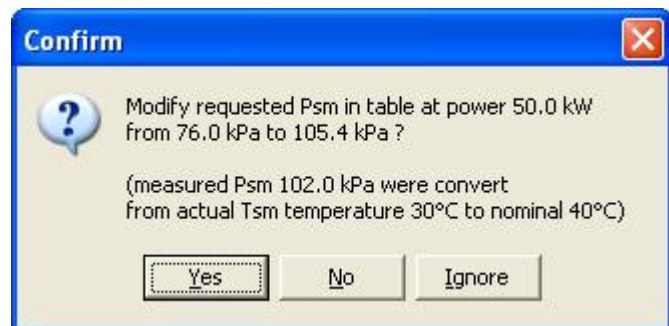 Confirm
Modify requested Psm in table at power 50.0 kW
from 76.0 kPa to 105.4 kPa ?
(measured Psm 102.0 kPa were convert
from actual Tsm temperature 30°C to nominal 40°C)
Yes No Ignore